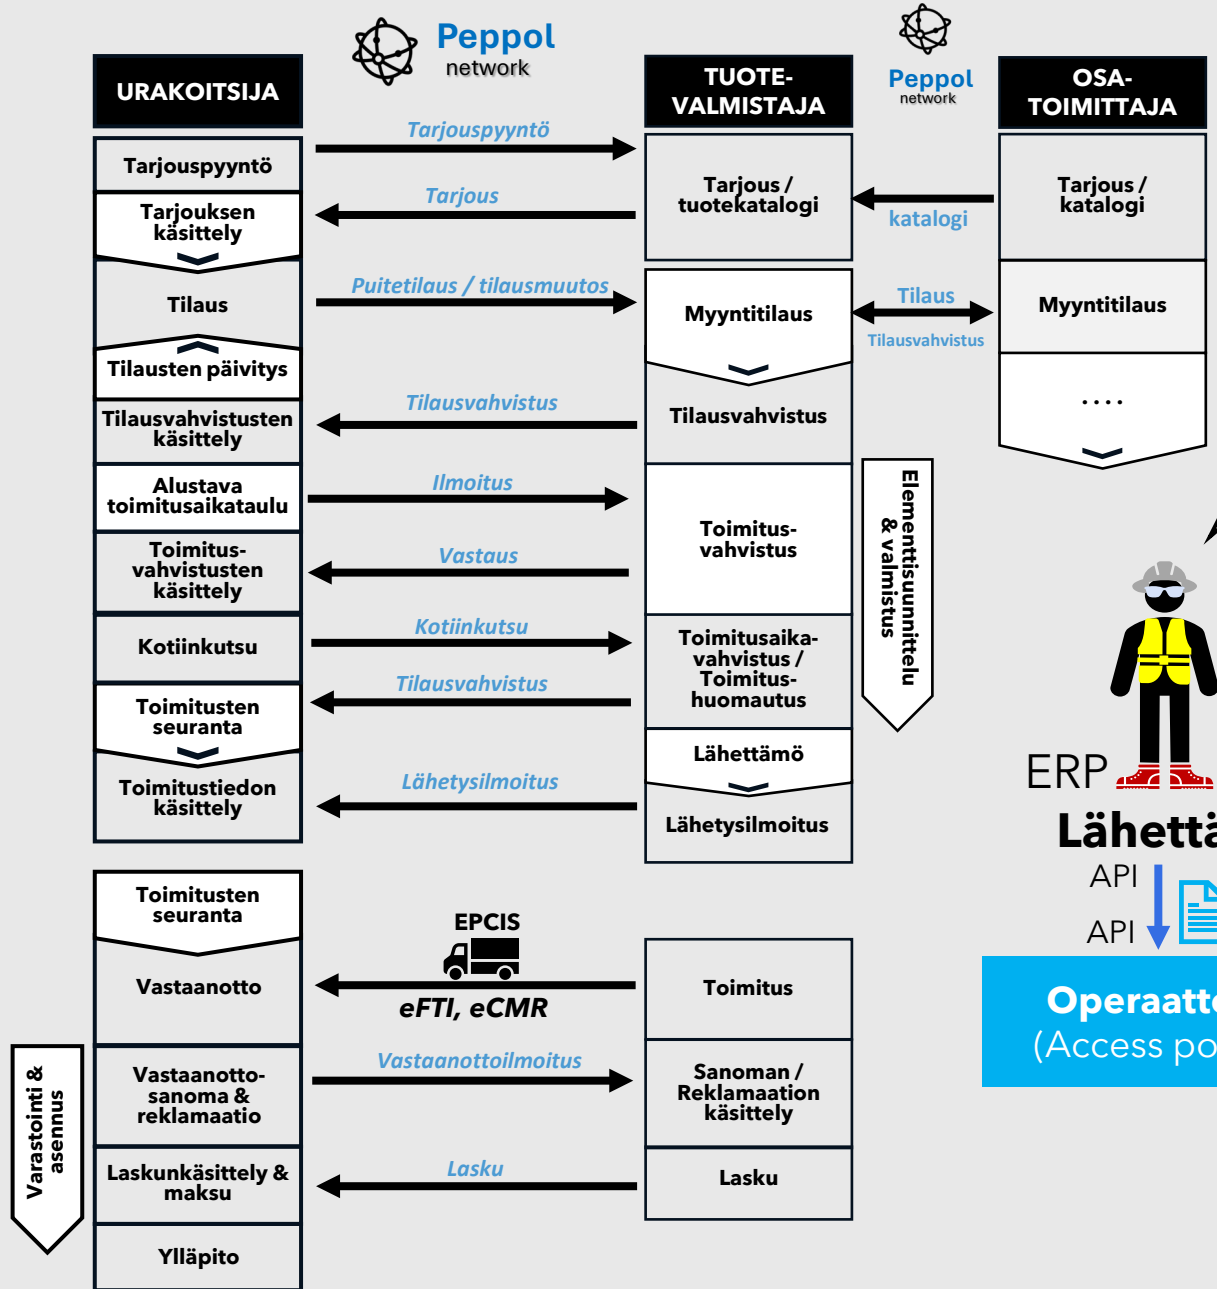 Peppol
network
URAKOITSIJA
Tarjouspyyntö
Tarjouksen
käsittely
Tilaus
Tilausten päivitys
Tilausvahvistusten
käsittely
Alustava
toimitusaikataulu
Toimitus-
vahvistusten
käsittely
Kotiinkutsu
Toimitusten
seuranta
Toimitustiedon
käsittely
Toimitusten
seuranta
Vastaanotto
Vastaanotto-
sanoma &
reklamaatio
Laskunkäsittely &
maksu
Ylläpito
Varastointi &
asennus
Tarjouspyyntö
Tarjous
Puitetilaus / tilausmuutos
Tilausvahvistus
Ilmoitus
Vastaus
Kotiinkutsu
Tilausvahvistus
Lähetysilmoitus
EPCIS
eFTI, eCMR
Vastaanottoilmoitus
Lasku
TUOTE-
VALMISTAJA
Tarjous /
tuotekatalogi
Myyntitilaus
Tilausvahvistus
Toimitus-
vahvistus
Toimitusaika-
vahvistus /
Toimitus-
huomautus
Lähettämö
Lähetysilmoitus
Toimitus
Sanoman /
Reklamaation
käsittely
Lasku
Elementtisuunnittelu
& valmistus
Peppol
network
katalogi
Tilaus
Tilausvahvistus
OSA-
TOIMITTAJA
Tarjous /
katalogi
Myyntitilaus
....
ERP
Lähettä
API
API
Operaatto
(Access po